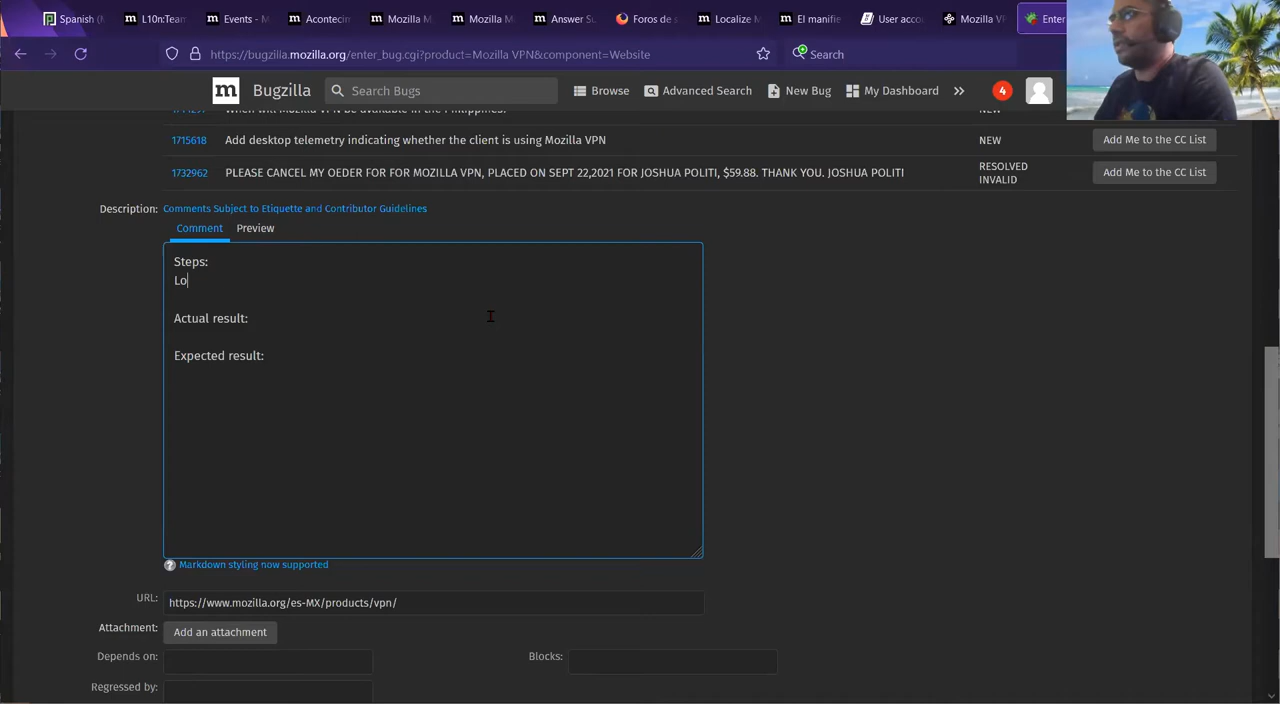 Spanish (
L10n:Team
Events - M
Acontecin
Mozilla M
Mozilla M
Answer Su
Foros de s
Localize M
El manifie
User acco
Mozilla VP
Enter
https://bugzilla.mozilla.org/enter_bug.cgi?product=Mozilla VPN&component=Website
Search
m Bugzilla
Search Bugs
Browse
Advanced Search
New Bug
My Dashboard
»
4
1715618 Add desktop telemetry indicating whether the client is using Mozilla VPN NEW Add Me to the CC List
1732962 PLEASE CANCEL MY OEDER FOR FOR MOZILLA VPN, PLACED ON SEPT 22,2021 FOR JOSHUA POLITI, $59.88. THANK YOU. JOSHUA POLITI RESOLVED Add Me to the CC List
INVALID
Description: Comments Subject to Etiquette and Contributor Guidelines
Comment Preview
Steps:
Lo
Actual result:
Expected result:
? Markdown styling now supported
URL: https://www.mozilla.org/es-MX/products/vpn/
Attachment: Add an attachment
Depends on: Blocks:
Regressed by: